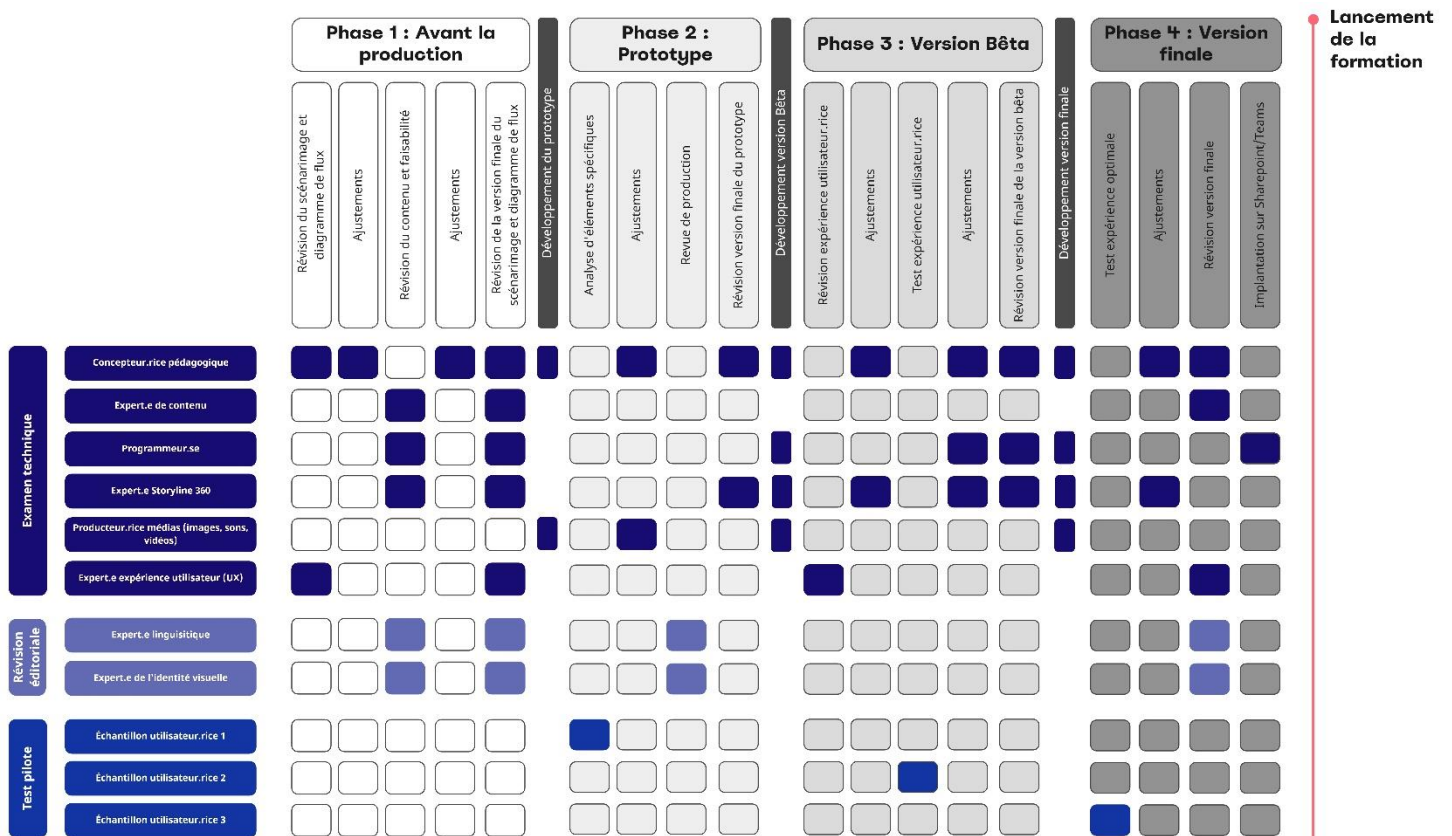 Phase 1 : Avant la
production
Phase 2 :
Prototype
Phase 3 : Version Bêta
Phase 4 : Version
finale
Lancement
de la
formation
Révision du scénarimage et
diagramme de flux
Ajustements
Révision du contenu et faisabilité
Ajustements
Révision de la version finale du
scénarimage et diagramme de flux
Développement du prototype
Analyse d'éléments spécifiques
Ajustements
Revue de production
Révision version finale du prototype
Développement version Bêta
Révision expérience utilisateur.rice
Ajustements
Test expérience utilisateur.rice
Ajustements
Révision version finale de la version bêta
Développement version finale
Test expérience optimale
Ajustements
Révision version finale
Implantation sur Sharepoint/Teams
Examen technique
Concepteur.rice pédagogique
Expert.e de contenu
Programmeur.se
Expert.e Storyline 360
Producteur.rice médias (images, sons,
vidéos)
Expert.e expérience utilisateur (UX)
Révision
éditoriale
Expert.e linguisitique
Expert.e de l'identité visuelle
Test pilote
Échantillon utilisateur.rice 1
Échantillon utilisateur.rice 2
Échantillon utilisateur.rice 3